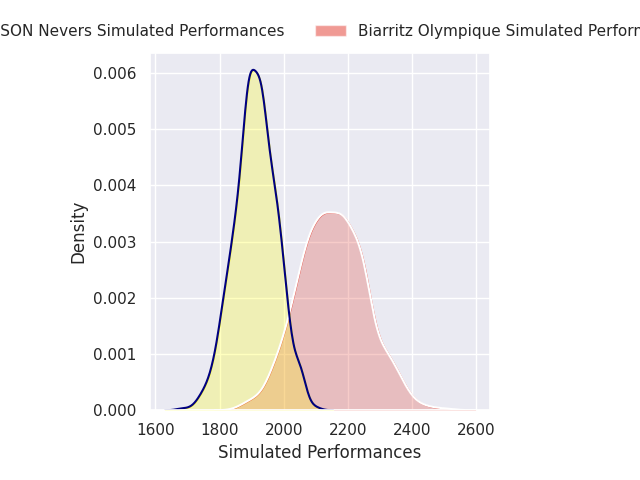 SON Nevers Simulated Performances
Biarritz Olympique Simulated
0.006
0.005
0.004
0.003
0.002
0.001
0.000
Density
1600 1800 2000 2200 2400 2600
Simulated Performances